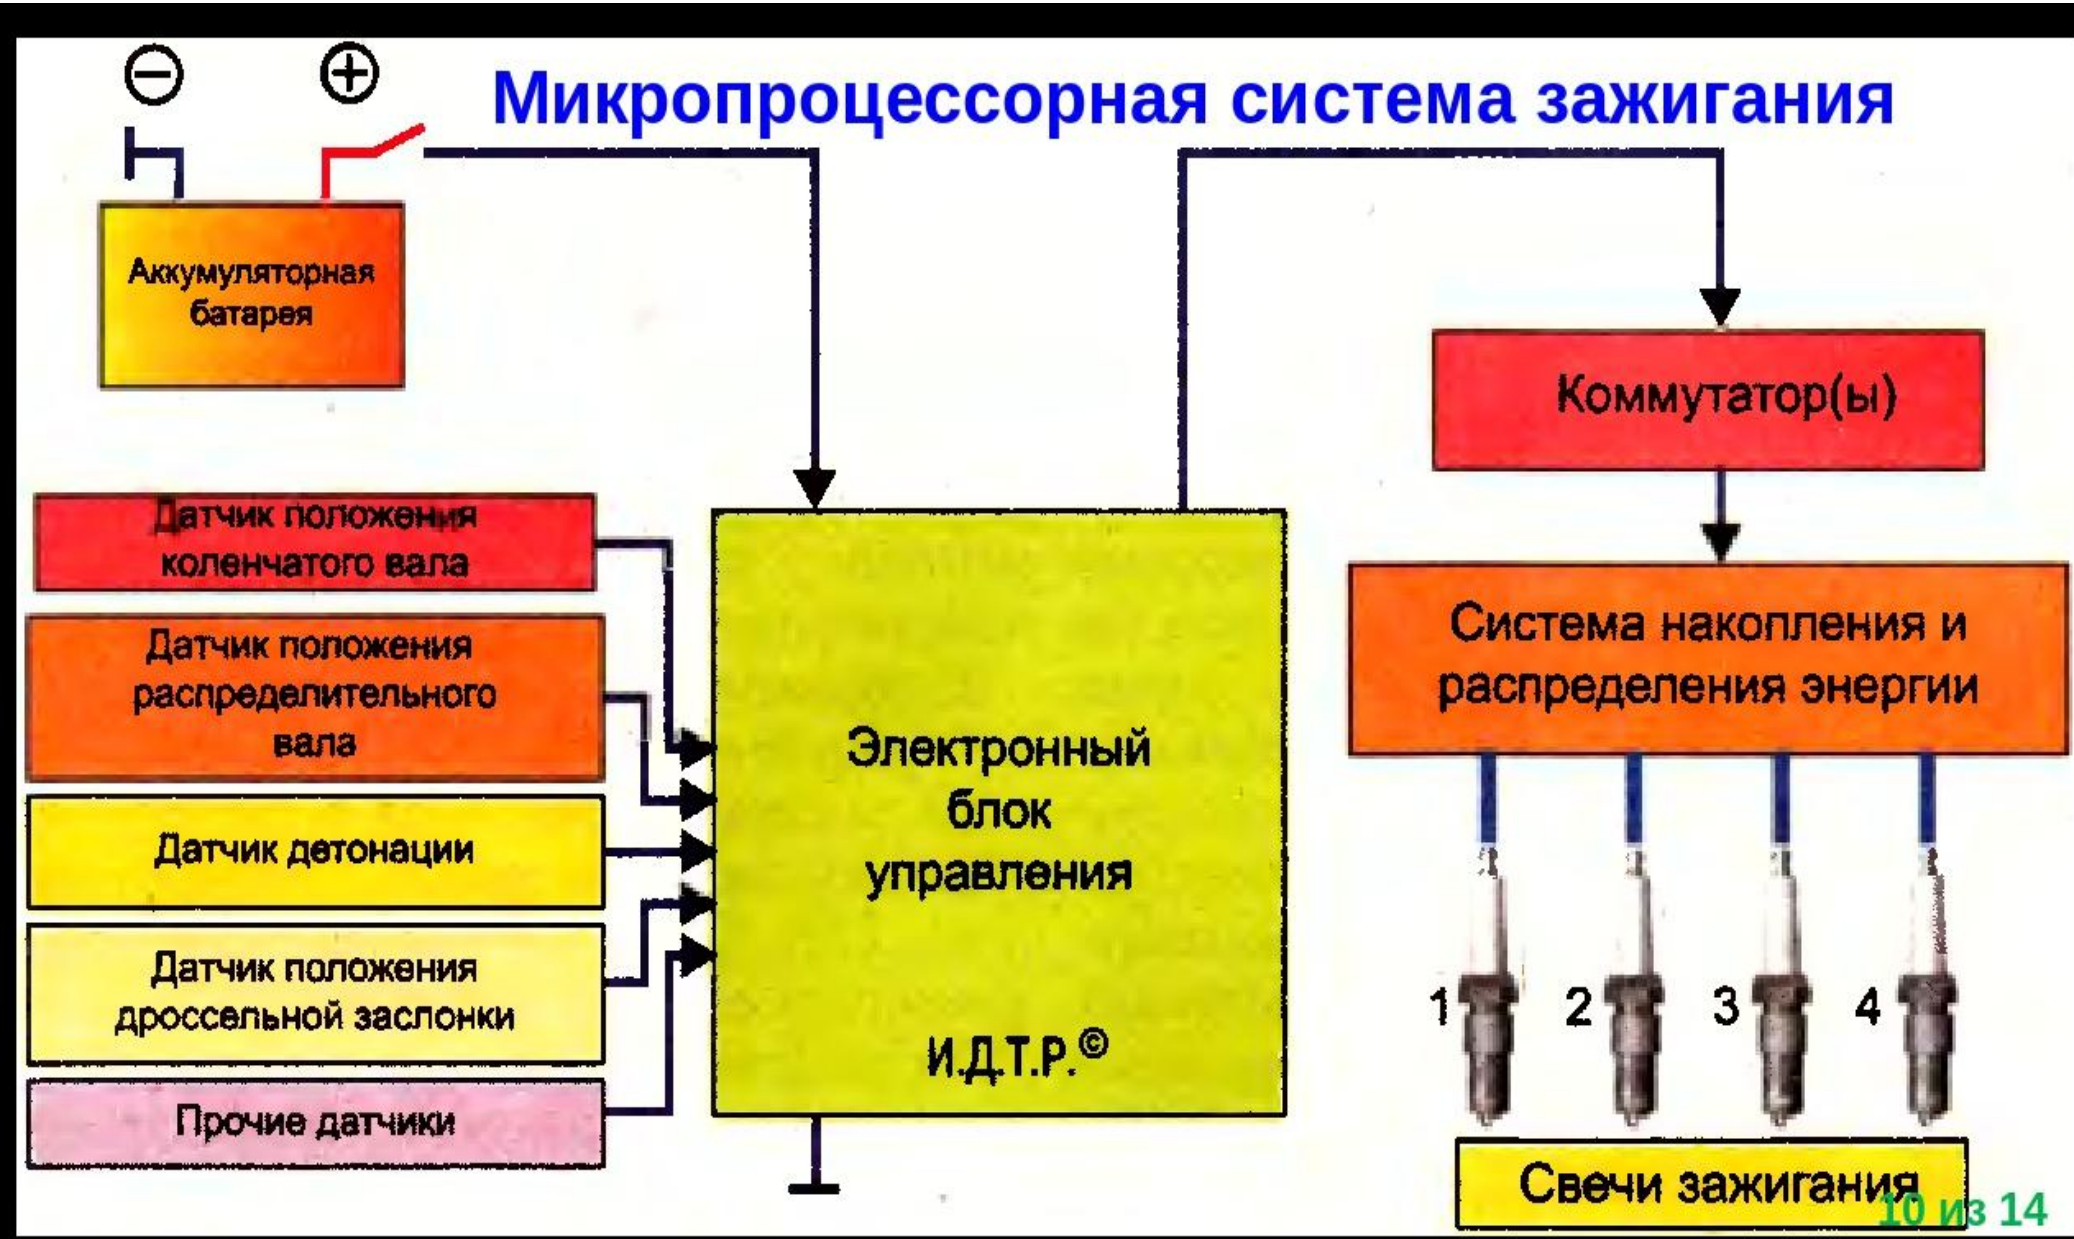 Микропроцессорная система зажигания
Аккумуляторная
батарея
Коммутатор(ы)
Датчик положения
коленчатого вала
Датчик положения
распределительного
вала
Датчик детонации
Датчик положения
дроссельной заслонки
Прочие датчики
Электронный
блок
управления
И.Д.Т.Р.©
Система накопления и
распределения энергии
1 2 3 4
Свечи зажигания
10 из 14